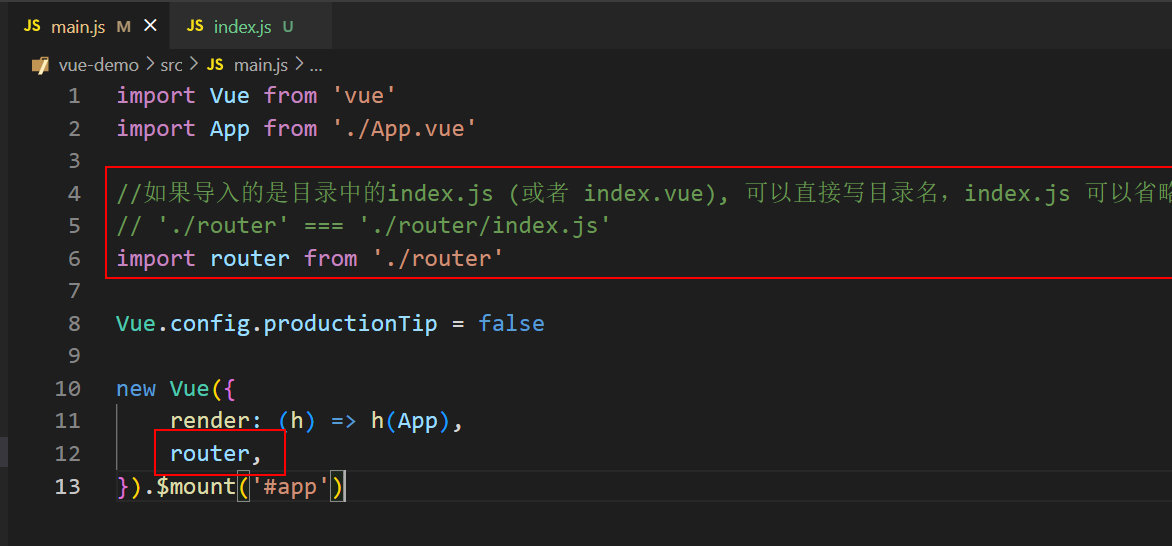 JS main.js M × JS index.js U
vue-demo > src > JS main.js > ...
1 import Vue from 'vue'
2 import App from './App.vue'
3
4 //如果导入的是目录中的index.js (或者 index.vue), 可以直接写目录名，index.js 可以省略
5 // './router' === './router/index.js'
6 import router from './router'
7
8 Vue.config.productionTip = false
9
10 new Vue({
11 render: (h) => h(App),
12 router,
13 }).$mount('#app')